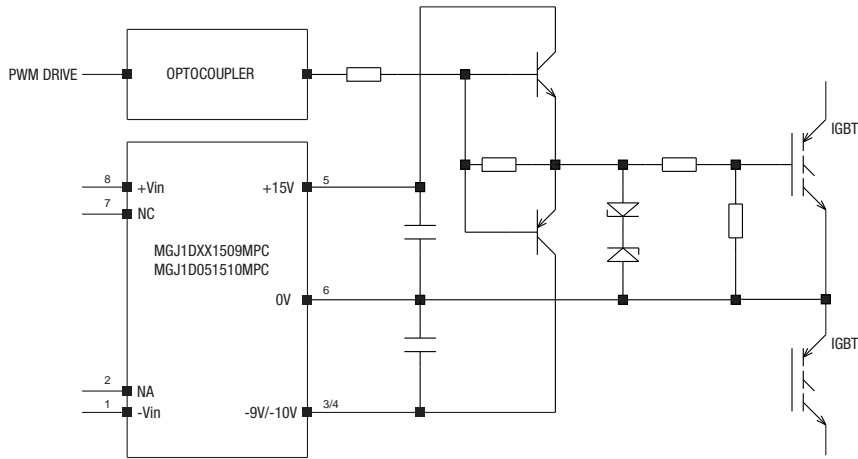 PWM DRIVE
OPTOCOUPLER
IGBT
8
+Vin
+15V
5
7
NC
MGJ1DXX1509MPC
MGJ1D051510MPC
0V
6
IGBT
2
NA
1
-Vin
-9V/-10V
3/4